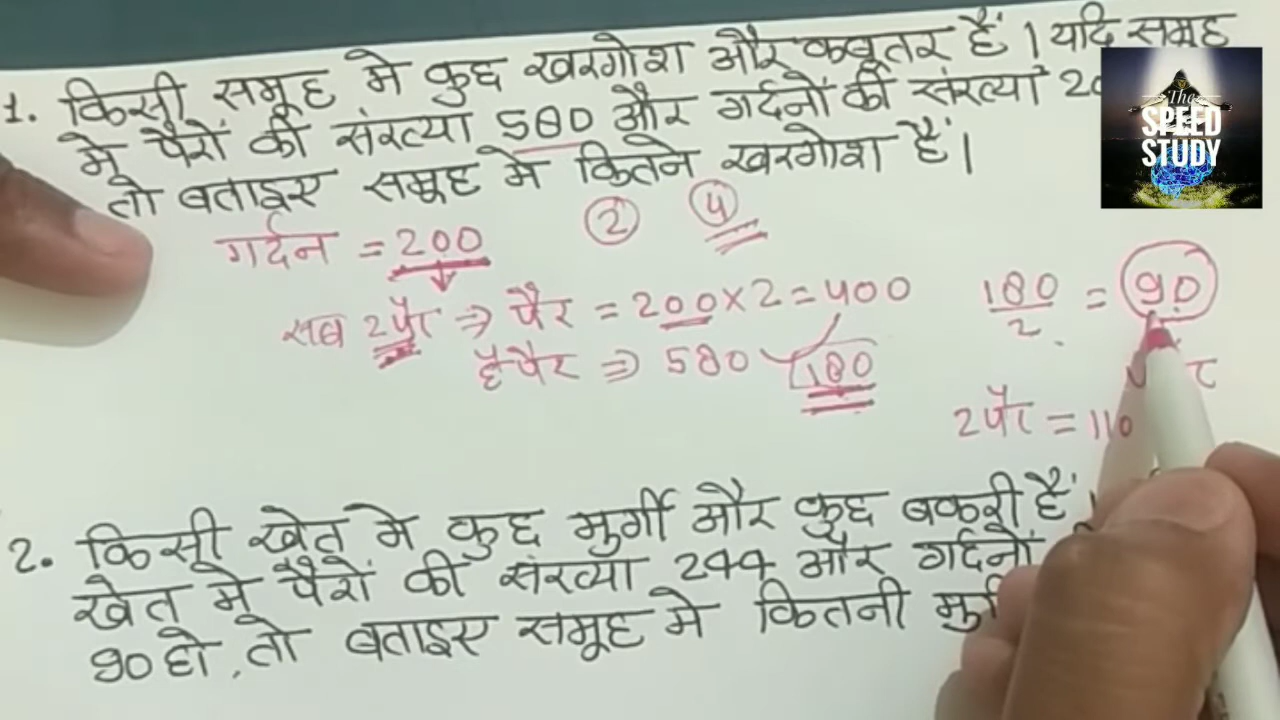 1. किसी समूह मे कुछ खरगोश और कबूतर हैं। यदि समूह
मे पैरों की संख्या 580 और गर्दनों की संख्या 20
तो बताइए समूह मे कितने खरगोश हैं।
The
SPEED
STUDY
गर्दन = 200
2 4
सब 2पैर ⇒ पैर = 200×2=400
है पैर ⇒ 580 180
180/2 = 90
2पैर = 110
2. किसी खेत मे कुछ मुर्गी और कुछ बकरी हैं।
खेत मे पैरों की संख्या 244 और गर्दनों
90 हो, तो बताइए समूह मे कितनी